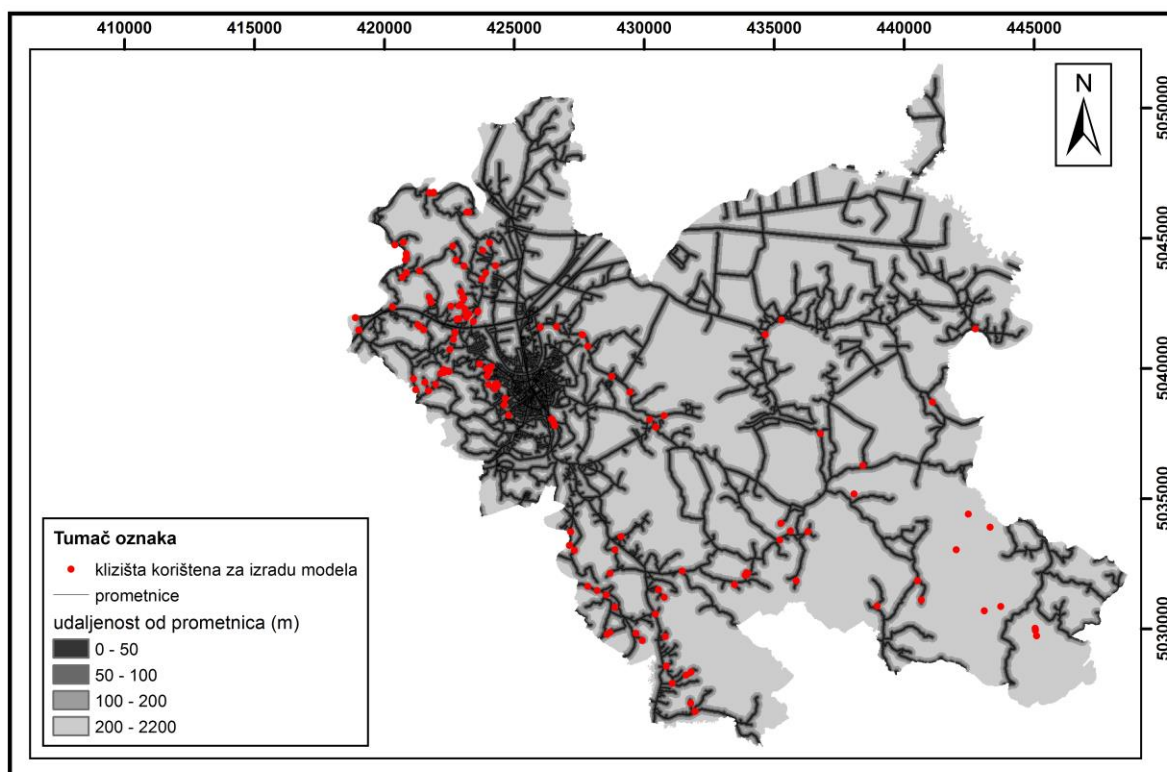 410000 415000 420000 425000 430000 435000 440000 445000
N
5050000
5045000
5040000
5035000
5030000
Tumač oznaka
klizišta korištena za izradu modela
prometnice
udaljenost od prometnica (m)
0 - 50
50 - 100
100 - 200
200 - 2200